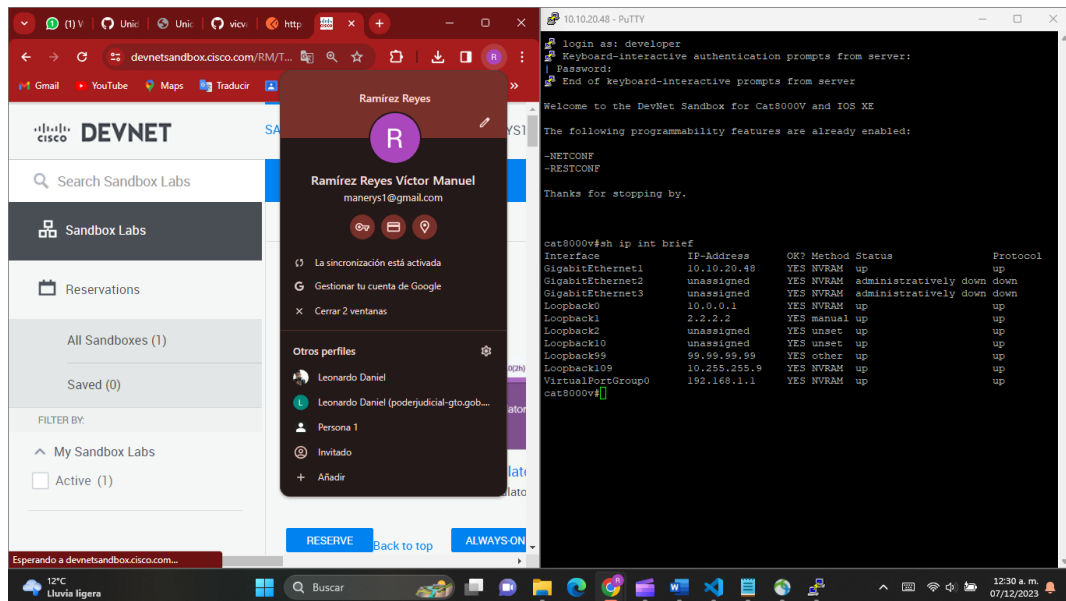 (1) V
Unid
Unic
vicva
http
devnetsandbox.cisco.com/RM/T...
R
Gmail
YouTube
Maps
Traducir
»
CISCO DEVNET
Search Sandbox Labs
Sandbox Labs
Reservations
All Sandboxes (1)
Saved (0)
FILTER BY:
My Sandbox Labs
Active (1)
SA
YS1
Ramírez Reyes
R
Ramírez Reyes Víctor Manuel
manerys1@gmail.com
La sincronización está activada
Gestionar tu cuenta de Google
Cerrar 2 ventanas
Otros perfiles
Leonardo Daniel
L Leonardo Daniel (poderjudicial-gto.gob....
Persona 1
Invitado
Añadir
RESERVE
Back to top
ALWAYS-ON
Esperando a devnetsandbox.cisco.com...
10.10.20.48 - PuTTY
login as: developer
Keyboard-interactive authentication prompts from server:
| Password:
End of keyboard-interactive prompts from server
Welcome to the DevNet Sandbox for Cat8000V and IOS XE
The following programmability features are already enabled:
-NETCONF
-RESTCONF
Thanks for stopping by.
cat8000v#sh ip int brief
Interface IP-Address OK? Method Status Protocol
GigabitEthernet1 10.10.20.48 YES NVRAM up up
GigabitEthernet2 unassigned YES NVRAM administratively down down
GigabitEthernet3 unassigned YES NVRAM administratively down down
Loopback0 10.0.0.1 YES NVRAM up up
Loopback1 2.2.2.2 YES manual up up
Loopback2 unassigned YES unset up up
Loopback10 unassigned YES unset up up
Loopback99 99.99.99.99 YES other up up
Loopback109 10.255.255.9 YES NVRAM up up
VirtualPortGroup0 192.168.1.1 YES NVRAM up up
cat8000v#
12°C
Lluvia ligera
Buscar
12:30 a. m.
07/12/2023